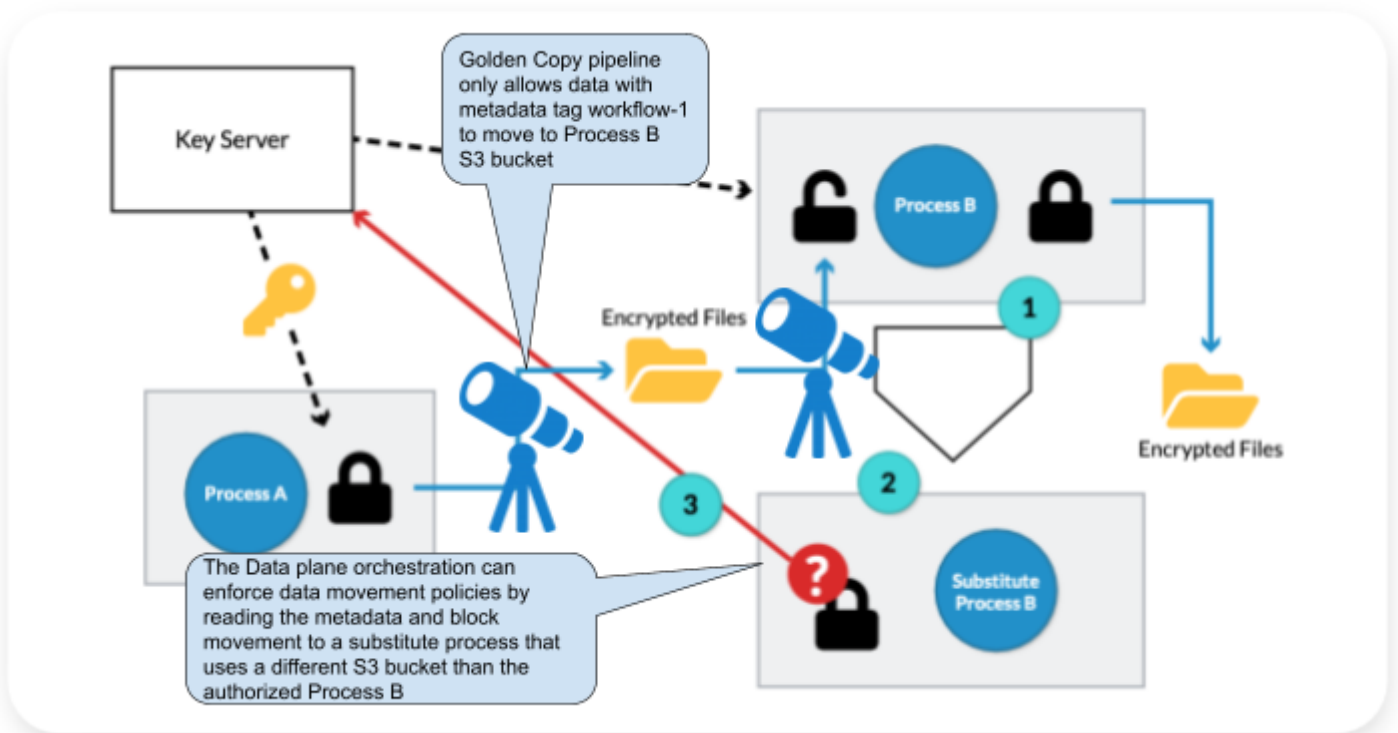 Golden Copy pipeline
only allows data with
metadata tag workflow-1
to move to Process B
S3 bucket
Key Server
Process B
1
Encrypted Files
Encrypted Files
Process A
2
3
?
Substitute
Process B
The Data plane orchestration can
enforce data movement policies by
reading the metadata and block
movement to a substitute process that
uses a different S3 bucket than the
authorized Process B